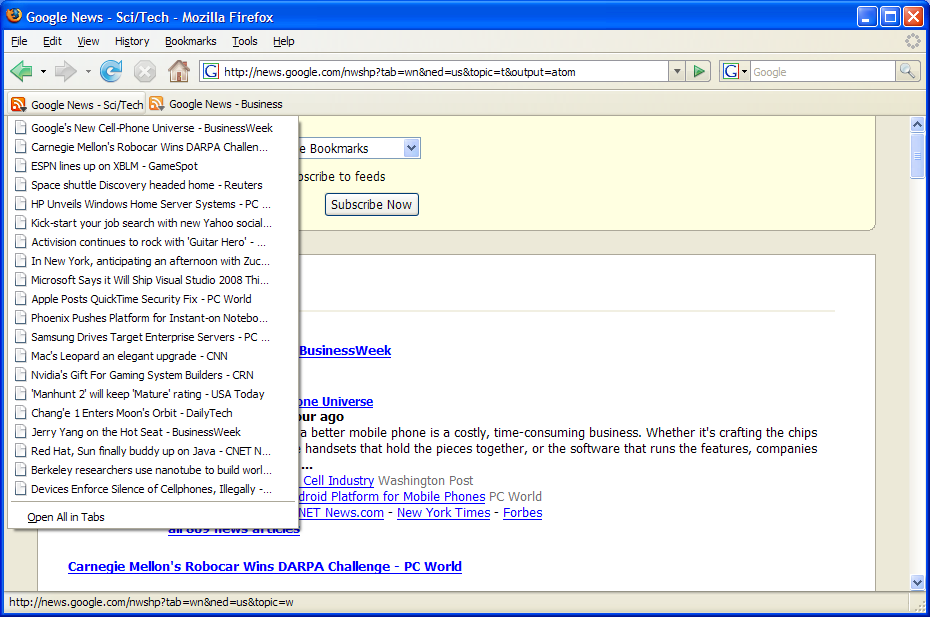 Google News - Sci/Tech - Mozilla Firefox
File Edit View History Bookmarks Tools Help
G http://news.google.com/nwshp?tab=wn&ned=us&topic=t&output=atom G Google
Google News - Sci/Tech Google News - Business
Google's New Cell-Phone Universe - BusinessWeek
Carnegie Mellon's Robocar Wins DARPA Challen...
ESPN lines up on XBLM - GameSpot
Space shuttle Discovery headed home - Reuters
HP Unveils Windows Home Server Systems - PC ...
Kick-start your job search with new Yahoo social...
Activision continues to rock with 'Guitar Hero' - ...
In New York, anticipating an afternoon with Zuc...
Microsoft Says it Will Ship Visual Studio 2008 Thi...
Apple Posts QuickTime Security Fix - PC World
Phoenix Pushes Platform for Instant-on Notebo...
Samsung Drives Target Enterprise Servers - PC ...
Mac's Leopard an elegant upgrade - CNN
Nvidia's Gift For Gaming System Builders - CRN
'Manhunt 2' will keep 'Mature' rating - USA Today
Chang'e 1 Enters Moon's Orbit - DailyTech
Jerry Yang on the Hot Seat - BusinessWeek
Red Hat, Sun finally buddy up on Java - CNET N...
Berkeley researchers use nanotube to build worl...
Devices Enforce Silence of Cellphones, Illegally -...
Open All in Tabs
e Bookmarks
bscribe to feeds
Subscribe Now
BusinessWeek
one Universe
our ago
a better mobile phone is a costly, time-consuming business. Whether it's crafting the chips
handsets that hold the pieces together, or the software that runs the features, companies
...
Cell Industry Washington Post
droid Platform for Mobile Phones PC World
NET News.com - New York Times - Forbes
all 889 news articles
Carnegie Mellon's Robocar Wins DARPA Challenge - PC World
http://news.google.com/nwshp?tab=wn&ned=us&topic=w